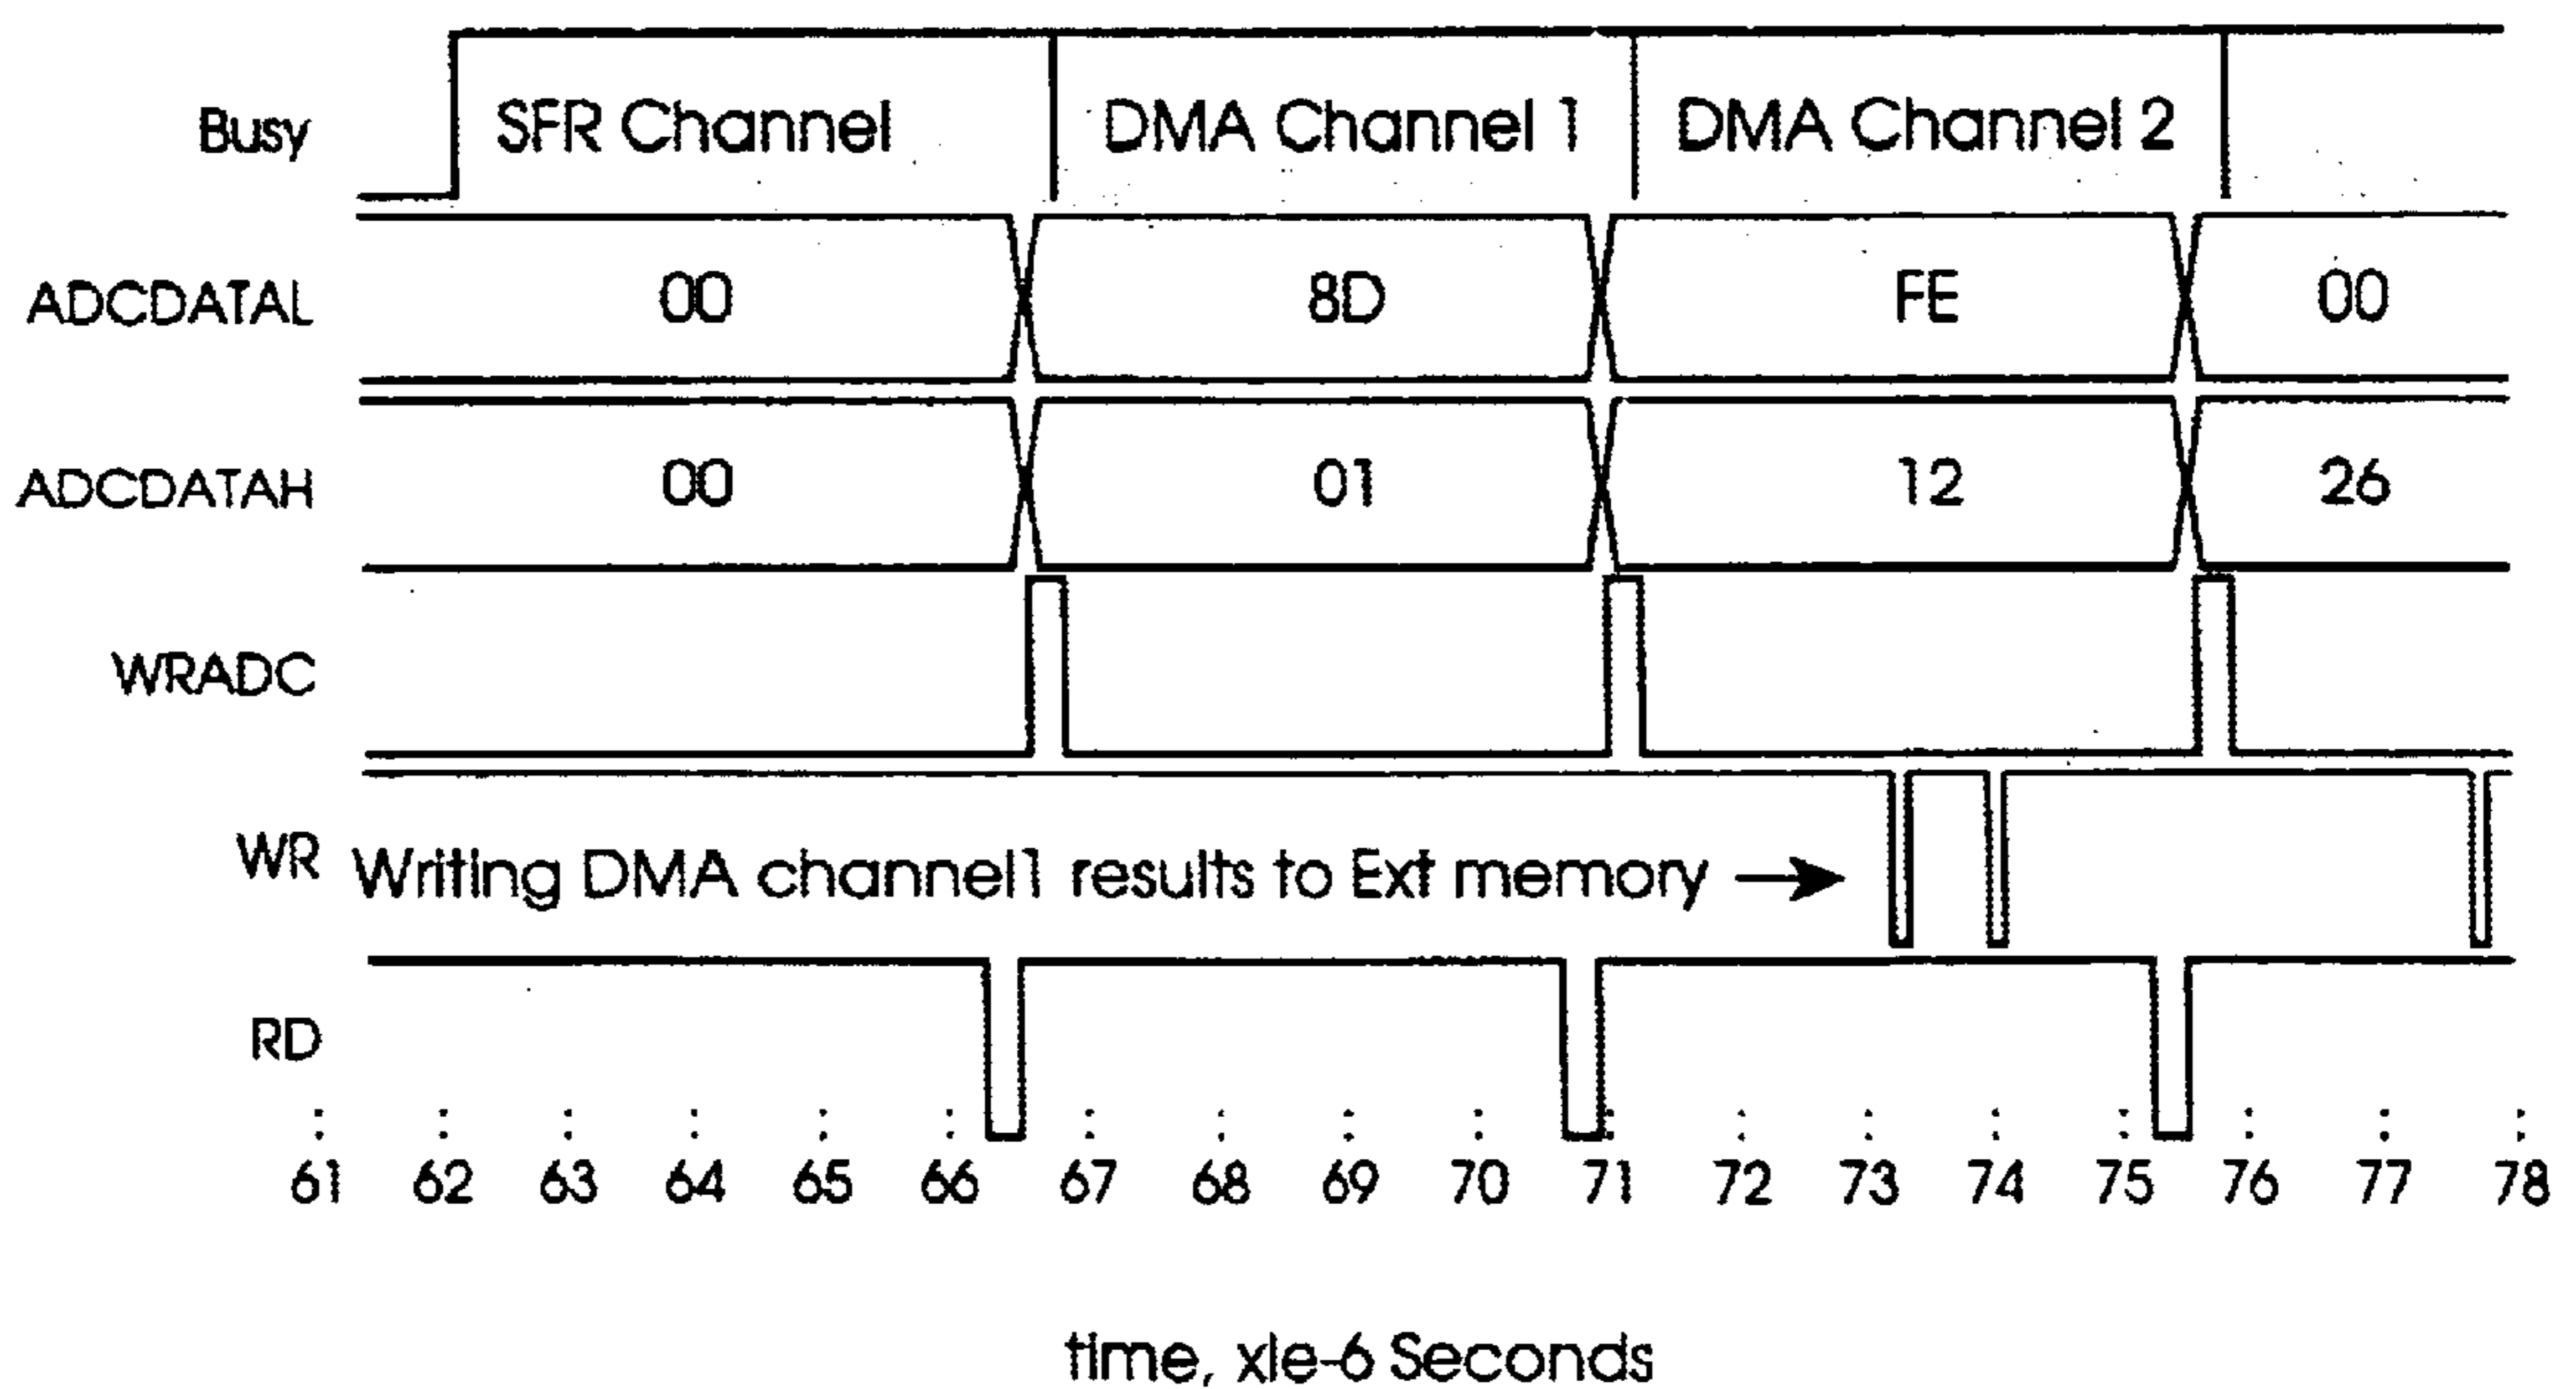 Busy SFR Channel DMA Channel 1 DMA Channel 2
ADCDATAL 00 8D FE 00
ADCDATAH 00 01 12 26
WRADC
WR Writing DMA channel1 results to Ext memory
RD
61 62 63 64 65 66 67 68 69 70 71 72 73 74 75 76 77 78
time, xle-6 Seconds